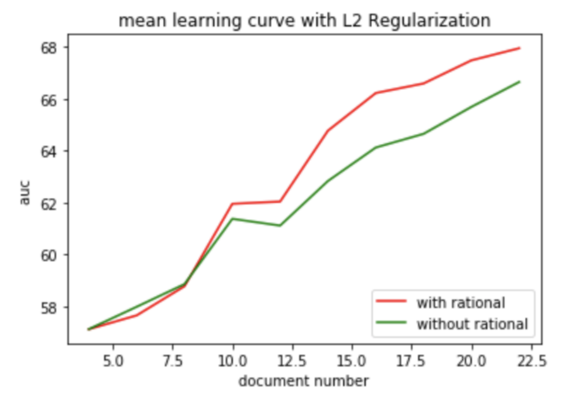 mean learning curve with L2 Regularization
68
66
64
62
60
58
auc
5.0 7.5 10.0 12.5 15.0 17.5 20.0 22.5
document number
with rational
without rational